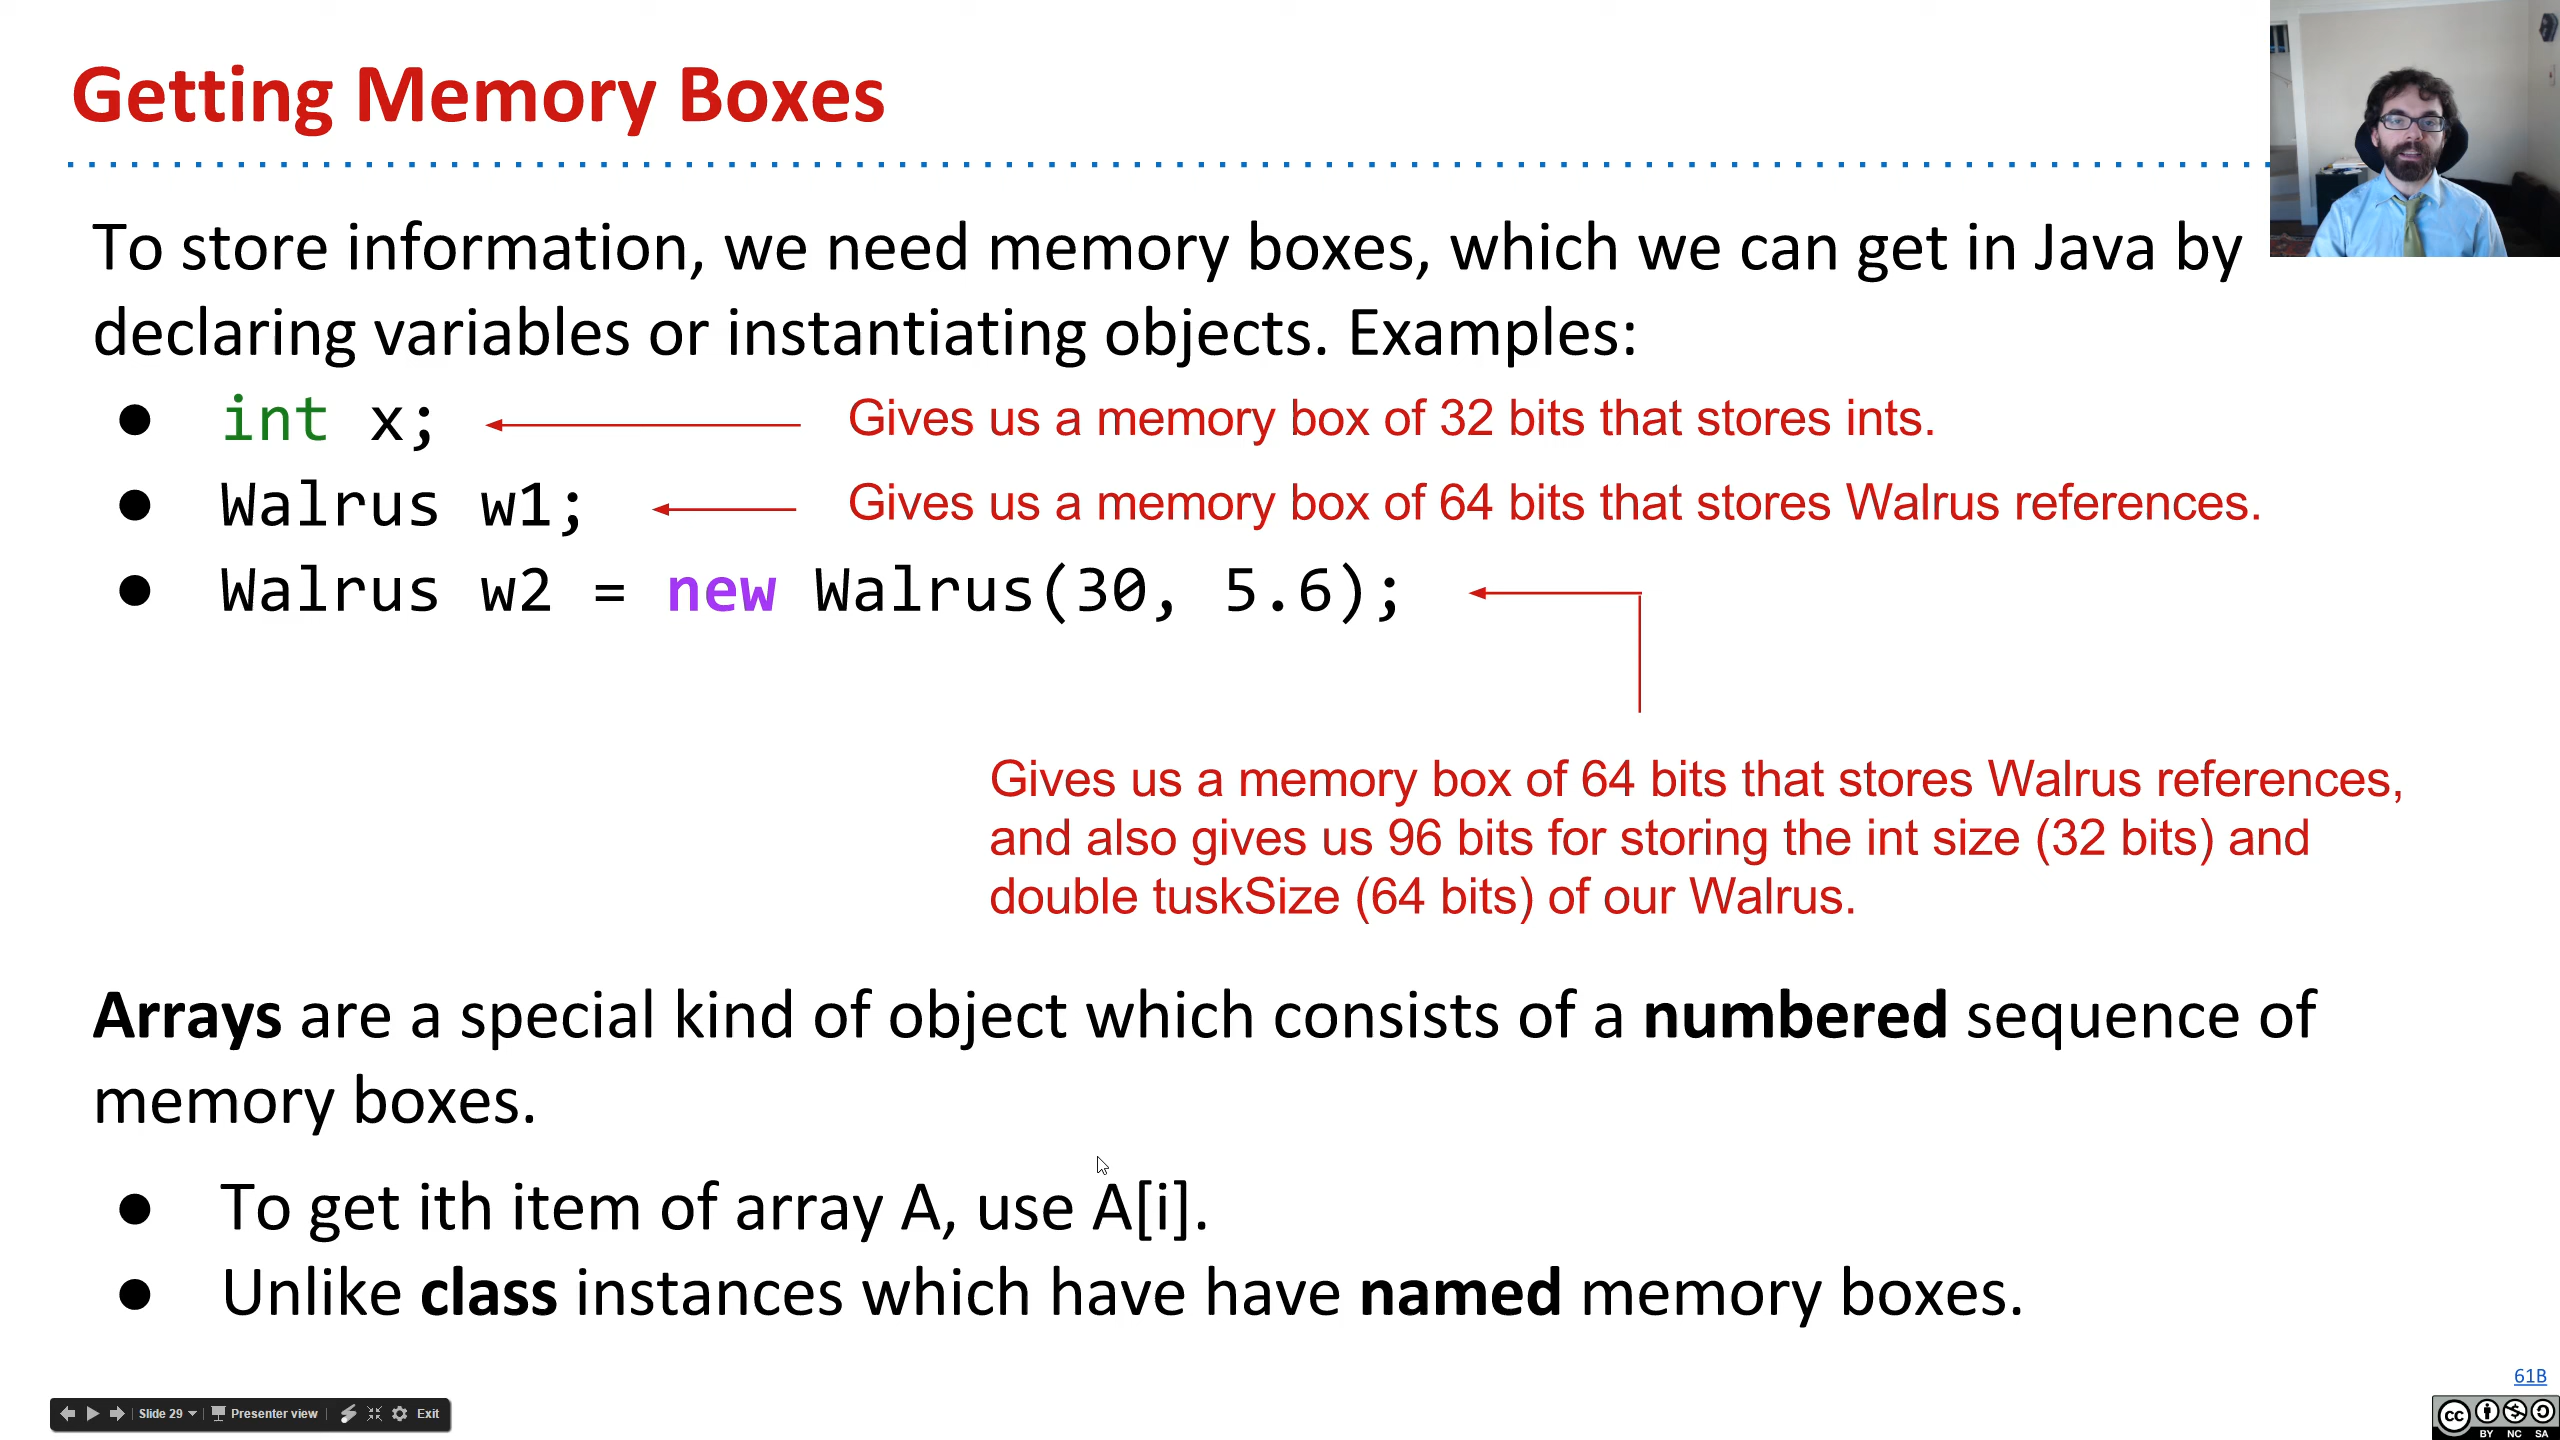 Getting Memory Boxes
To store information, we need memory boxes, which we can get in Java by
declaring variables or instantiating objects. Examples:
● int x;
Gives us a memory box of 32 bits that stores ints.
● Walrus w1;
Gives us a memory box of 64 bits that stores Walrus references.
● Walrus w2 = new Walrus(30, 5.6);
Gives us a memory box of 64 bits that stores Walrus references,
and also gives us 96 bits for storing the int size (32 bits) and
double tuskSize (64 bits) of our Walrus.
Arrays are a special kind of object which consists of a numbered sequence of
memory boxes.
● To get ith item of array A, use A[i].
● Unlike class instances which have have named memory boxes.
61B
Slide 29 Presenter view Exit
cc
BY NC SA